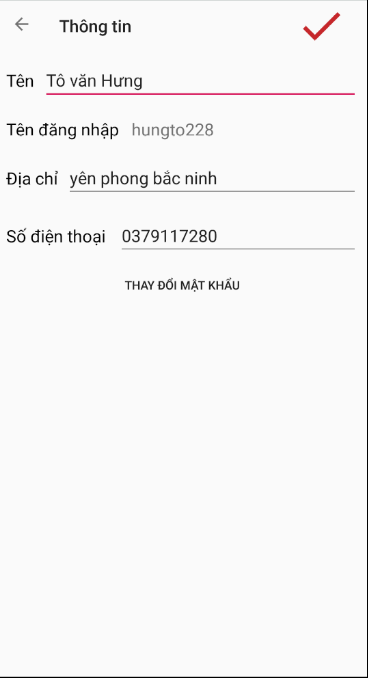 Thông tin
Tên Tô văn Hưng
Tên đăng nhập hungto228
Địa chỉ yên phong bắc ninh
Số điện thoại 0379117280
THAY ĐỔI MẬT KHẨU